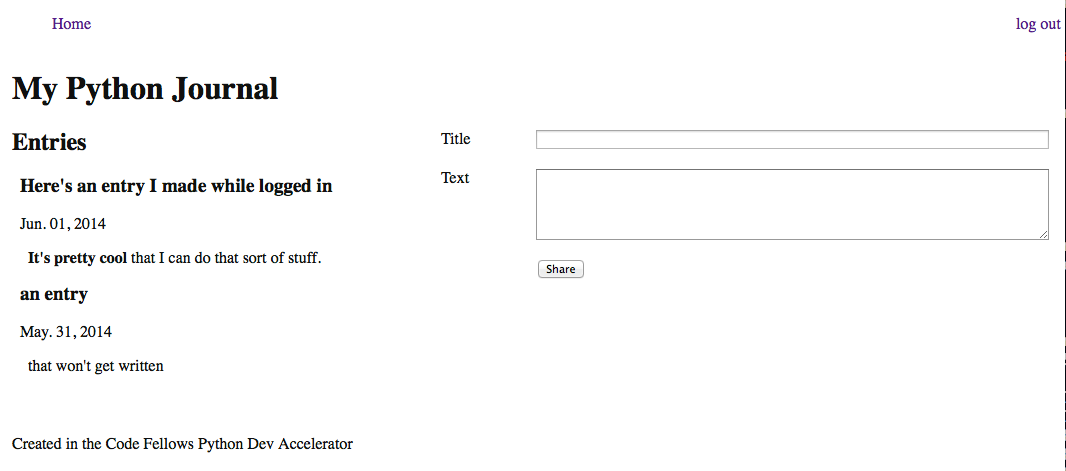 Home
log out
My Python Journal
Entries
Here's an entry I made while logged in
Jun. 01, 2014
It's pretty cool that I can do that sort of stuff.
an entry
May. 31, 2014
that won't get written
Title
Text
Share
Created in the Code Fellows Python Dev Accelerator